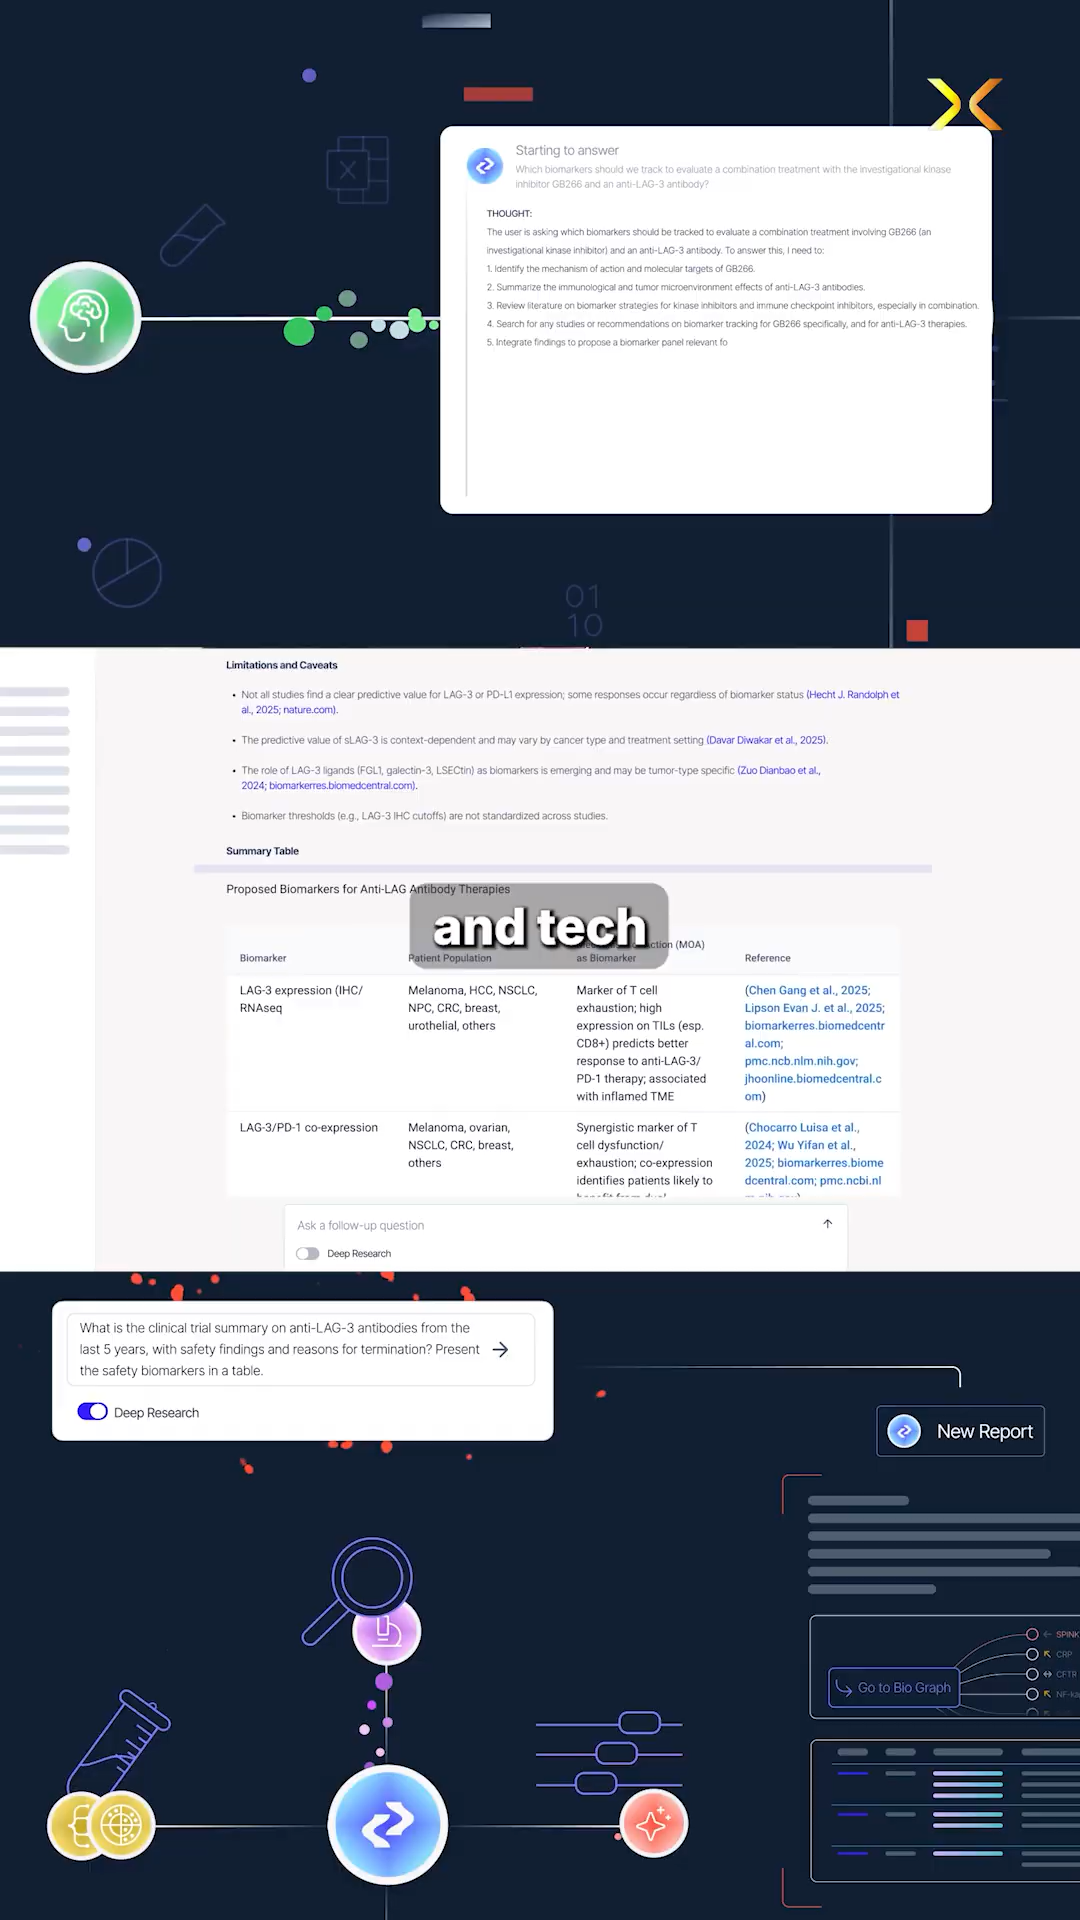 Starting to answer
Which biomarkers should we track to evaluate a combination treatment with the investigational kinase
inhibitor GB266 and an anti-LAG-3 antibody?
THOUGHT:
The user is asking which biomarkers should be tracked to evaluate a combination treatment involving GB266 (an
investigational kinase inhibitor) and an anti-LAG-3 antibody. To answer this, I need to:
1. Identify the mechanism of action and molecular targets of GB266.
2. Summarize the immunological and tumor microenvironment effects of anti-LAG-3 antibodies.
3. Review literature on biomarker strategies for kinase inhibitors and immune checkpoint inhibitors, especially in combination.
4. Search for any studies or recommendations on biomarker tracking for GB266 specifically, and for anti-LAG-3 therapies.
5. Integrate findings to propose a biomarker panel relevant fo
01
10
Limitations and Caveats
• Not all studies find a clear predictive value for LAG-3 or PD-L1 expression; some responses occur regardless of biomarker status (Hecht J. Randolph et
al., 2025; nature.com).
• The predictive value of sLAG-3 is context-dependent and may vary by cancer type and treatment setting (Davar Diwakar et al., 2025).
• The role of LAG-3 ligands (FGL1, galectin-3, LSECtin) as biomarkers is emerging and may be tumor-type specific (Zuo Dianbao et al.,
2024; biomarkerres.biomedcentral.com).
• Biomarker thresholds (e.g., LAG-3 IHC cutoffs) are not standardized across studies.
Summary Table
Proposed Biomarkers for Anti-LAG Antibody Therapies
and tech
Biomarker
Patient Population
(MOA)
as Biomarker
Reference
LAG-3 expression (IHC/
RNAseq
Melanoma, HCC, NSCLC,
NPC, CRC, breast,
urothelial, others
Marker of T cell
exhaustion; high
expression on TILs (esp.
CD8+) predicts better
response to anti-LAG-3/
PD-1 therapy; associated
with inflamed TME
(Chen Gang et al., 2025;
Lipson Evan J. et al., 2025;
biomarkerres.biomedcentr
al.com;
pmc.ncb.nlm.nih.gov;
jhoonline.biomedcentral.c
om)
LAG-3/PD-1 co-expression
Melanoma, ovarian,
NSCLC, CRC, breast,
others
Synergistic marker of T
cell dysfunction/
exhaustion; co-expression
identifies patients likely to
(Chocarro Luisa et al.,
2024; Wu Yifan et al.,
2025; biomarkerres.biome
dcentral.com; pmc.ncbi.nl
Ask a follow-up question
Deep Research
What is the clinical trial summary on anti-LAG-3 antibodies from the
last 5 years, with safety findings and reasons for termination? Present
the safety biomarkers in a table.
Deep Research
New Report
Go to Bio Graph
SPINK
CRP
CFTR